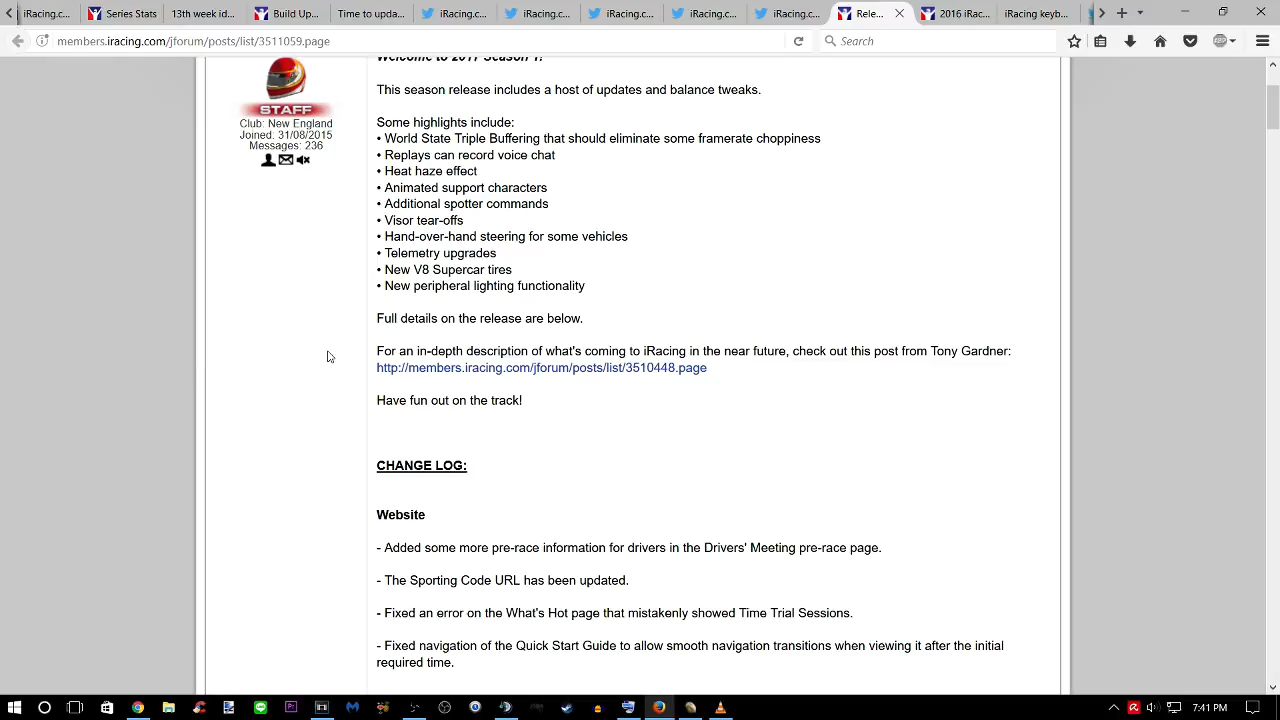 iRacing.c...
Series Stats
13th week id...
Build Up...
Time to upda...
iRacing.c...
iRacing.c...
iRacing.c...
iRacing.c...
iRacing.c...
Rele...
2016 iRac...
iRacing keyb...
members.iracing.com/jforum/posts/list/3511059.page
Search
ABP
STAFF
Club: New England
Joined: 31/08/2015
Messages: 236
Welcome to 2017 Season 1!
This season release includes a host of updates and balance tweaks.
Some highlights include:
• World State Triple Buffering that should eliminate some framerate choppiness
• Replays can record voice chat
• Heat haze effect
• Animated support characters
• Additional spotter commands
• Visor tear-offs
• Hand-over-hand steering for some vehicles
• Telemetry upgrades
• New V8 Supercar tires
• New peripheral lighting functionality
Full details on the release are below.
For an in-depth description of what's coming to iRacing in the near future, check out this post from Tony Gardner:
http://members.iracing.com/jforum/posts/list/3510448.page
Have fun out on the track!
CHANGE LOG:
Website
- Added some more pre-race information for drivers in the Drivers' Meeting pre-race page.
- The Sporting Code URL has been updated.
- Fixed an error on the What's Hot page that mistakenly showed Time Trial Sessions.
- Fixed navigation of the Quick Start Guide to allow smooth navigation transitions when viewing it after the initial
required time.
7:41 PM